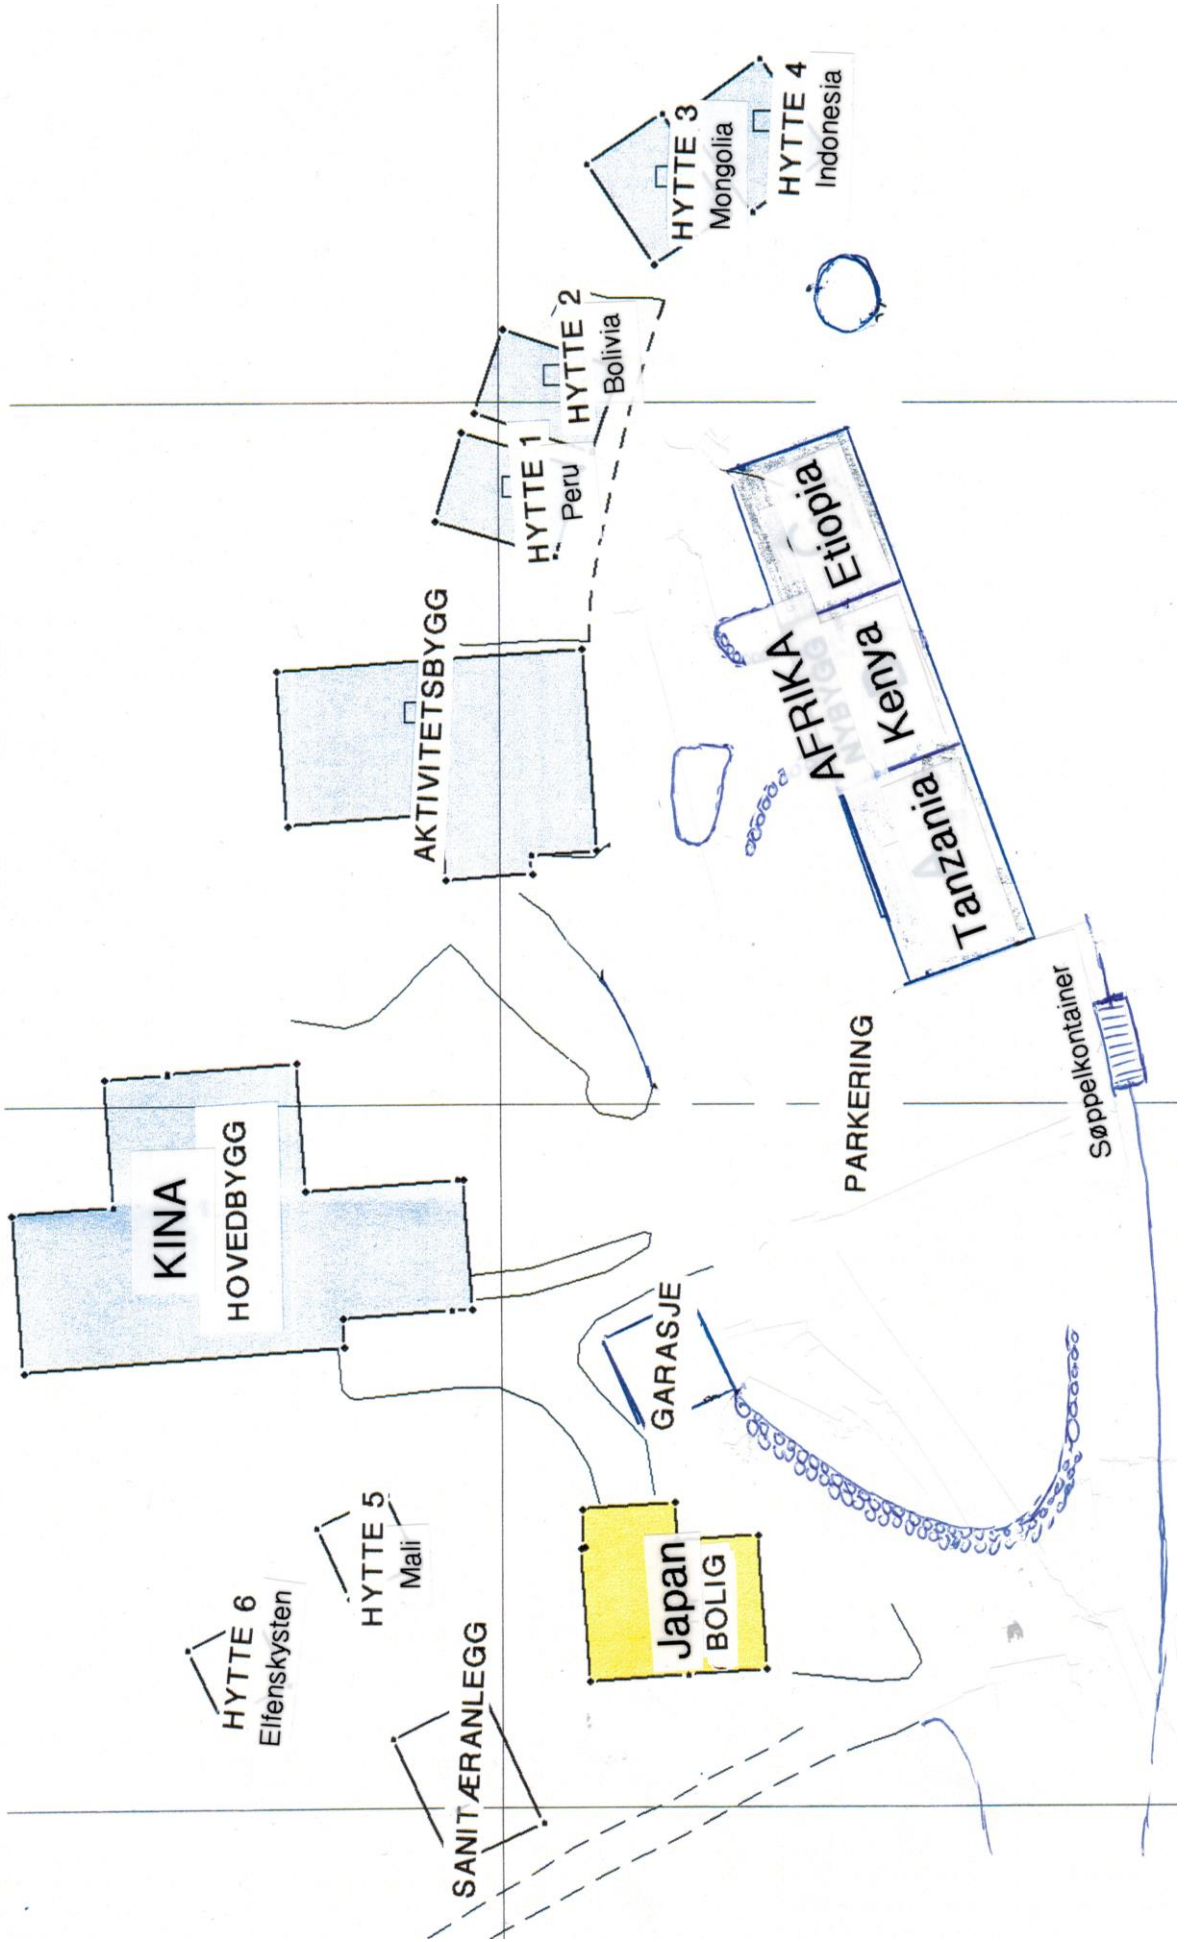 HYTTE 6
Elfenskysten
HYTTE 5
Mali
SANITÆRANLEGG
KINA
HOVEDBYGG
Japan
BOLIG
GARASJE
AKTIVITETSBYGG
HYTTE 1
Peru
HYTTE 2
Bolivia
HYTTE 3
Mongolia
HYTTE 4
Indonesia
AFRIKA
NYBYGG
Tanzania
Kenya
Etiopia
A
B
C
PARKERING
Søppelkontainer